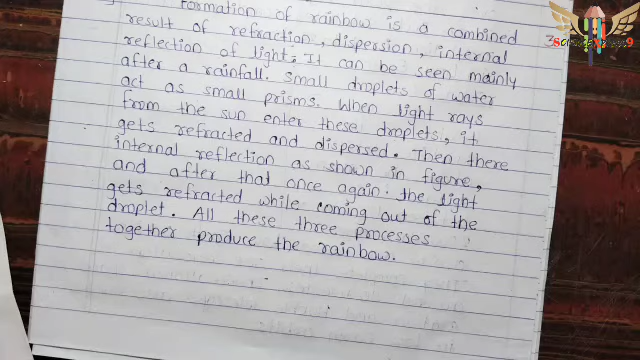 Formation of rainbow is a combined
result of refraction, dispersion, internal
reflection of light. It can be seen mainly
after a rainfall. Small droplets of water
act as small prisms. When light rays
from the sun enter these droplets, it
gets refracted and dispersed. Then there
internal reflection as shown in figure,
and after that once again. the light
gets refracted while coming out of the
droplet. All these three processes
together produce the rainbow.